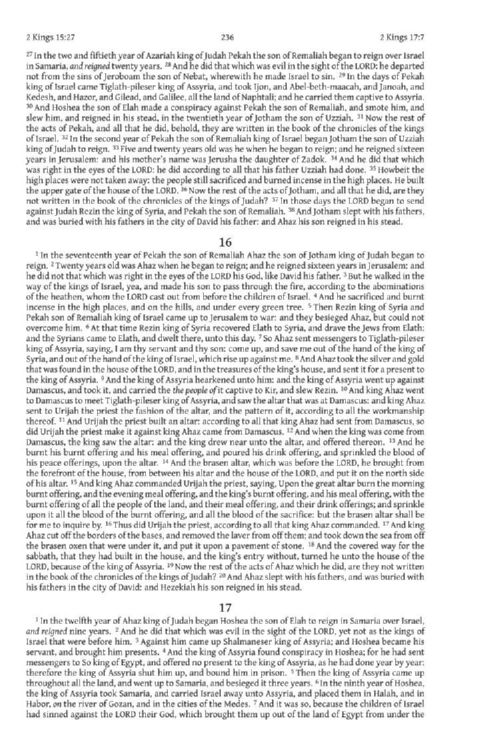 2 Kings 15:27 236 2 Kings 17:7
27 In the two and fiftieth year of Azariah king of Judah Pekah the son of Remaliah began to reign over Israel
in Samaria, and reigned twenty years. 28 And he did that which was evil in the sight of the LORD: he departed
not from the sins of Jeroboam the son of Nebat, wherewith he made Israel to sin. 29 In the days of Pekah
king of Israel came Tiglath-pileser king of Assyria, and took Ijon, and Abel-beth-maacah, and Janoah, and
Kedesh, and Hazor, and Gilead, and Galilee, all the land of Naphtali; and he carried them captive to Assyria.
30 And Hoshea the son of Elah made a conspiracy against Pekah the son of Remaliah, and smote him, and
slew him, and reigned in his stead, in the twentieth year of Jotham the son of Uzziah. 31 Now the rest of
the acts of Pekah, and all that he did, behold, they are written in the book of the chronicles of the kings
of Israel. 32 In the second year of Pekah the son of Remaliah king of Israel began Jotham the son of Uzziah
king of Judah to reign. 33 Five and twenty years old was he when he began to reign; and he reigned sixteen
years in Jerusalem: and his mother's name was Jerusha the daughter of Zadok. 34 And he did that which
was right in the eyes of the LORD: he did according to all that his father Uzziah had done. 35 Howbeit the
high places were not taken away: the people still sacrificed and burned incense in the high places. He built
the upper gate of the house of the LORD. 36 Now the rest of the acts of Jotham, and all that he did, are they
not written in the book of the chronicles of the kings of Judah? 37 In those days the LORD began to send
against Judah Rezin the king of Syria, and Pekah the son of Remaliah. 38 And Jotham slept with his fathers,
and was buried with his fathers in the city of David his father: and Ahaz his son reigned in his stead.
16
1 In the seventeenth year of Pekah the son of Remaliah Ahaz the son of Jotham king of Judah began to
reign. 2 Twenty years old was Ahaz when he began to reign; and he reigned sixteen years in Jerusalem: and
he did not that which was right in the eyes of the LORD his God, like David his father. 3 But he walked in the
way of the kings of Israel, yea, and made his son to pass through the fire, according to the abominations
of the heathen, whom the LORD cast out from before the children of Israel. 4 And he sacrificed and burnt
incense in the high places, and on the hills, and under every green tree. 5 Then Rezin king of Syria and
Pekah son of Remaliah king of Israel came up to Jerusalem to war: and they besieged Ahaz, but could not
overcome him. 6 At that time Rezin king of Syria recovered Elath to Syria, and drave the Jews from Elath:
and the Syrians came to Elath, and dwelt there, unto this day. 7 So Ahaz sent messengers to Tiglath-pileser
king of Assyria, saying, I am thy servant and thy son: come up, and save me out of the hand of the king of
Syria, and out of the hand of the king of Israel, which rise up against me. 8 And Ahaz took the silver and gold
that was found in the house of the LORD, and in the treasures of the king's house, and sent it for a present to
the king of Assyria. 9 And the king of Assyria hearkened unto him: and the king of Assyria went up against
Damascus, and took it, and carried the the people of it captive to Kir, and slew Rezin. 10 And king Ahaz went
to Damascus to meet Tiglath-pileser king of Assyria, and saw the altar that was at Damascus: and king Ahaz
sent to Urijah the priest the fashion of the altar, and the pattern of it, according to all the workmanship
thereof. 11 And Urijah the priest built an altar: according to all that king Ahaz had sent from Damascus, so
did Urijah the priest make it against king Ahaz came from Damascus. 12 And when the king was come from
Damascus, the king saw the altar: and the king drew near unto the altar, and offered thereon. 13 And he
burnt his burnt offering and his meal offering, and poured his drink offering, and sprinkled the blood of
his peace offerings, upon the altar. 14 And the brasen altar, which was before the LORD, he brought from
the forefront of the house, from between his altar and the house of the LORD, and put it on the north side
of his altar. 15 And king Ahaz commanded Urijah the priest, saying, Upon the great altar burn the morning
burnt offering, and the evening meal offering, and the king's burnt offering, and his meal offering, with the
burnt offering of all the people of the land, and their meal offering, and their drink offerings; and sprinkle
upon it all the blood of the burnt offering, and all the blood of the sacrifice: but the brasen altar shall be
for me to inquire by. 16 Thus did Urijah the priest, according to all that king Ahaz commanded. 17 And king
Ahaz cut off the borders of the bases, and removed the laver from off them; and took down the sea from off
the brasen oxen that were under it, and put it upon a pavement of stone. 18 And the covered way for the
sabbath, that they had built in the house, and the king's entry without, turned he unto the house of the
LORD, because of the king of Assyria. 19 Now the rest of the acts of Ahaz which he did, are they not written
in the book of the chronicles of the kings of Judah? 20 And Ahaz slept with his fathers, and was buried with
his fathers in the city of David: and Hezekiah his son reigned in his stead.
17
1 In the twelfth year of Ahaz king of Judah began Hoshea the son of Elah to reign in Samaria over Israel,
and reigned nine years. 2 And he did that which was evil in the sight of the LORD, yet not as the kings of
Israel that were before him. 3 Against him came up Shalmaneser king of Assyria; and Hoshea became his
servant, and brought him presents. 4 And the king of Assyria found conspiracy in Hoshea; for he had sent
messengers to So king of Egypt, and offered no present to the king of Assyria, as he had done year by year:
therefore the king of Assyria shut him up, and bound him in prison. 5 Then the king of Assyria came up
throughout all the land, and went up to Samaria, and besieged it three years. 6 In the ninth year of Hoshea,
the king of Assyria took Samaria, and carried Israel away unto Assyria, and placed them in Halah, and in
Habor, on the river of Gozan, and in the cities of the Medes. 7 And it was so, because the children of Israel
had sinned against the LORD their God, which brought them up out of the land of Egypt from under the